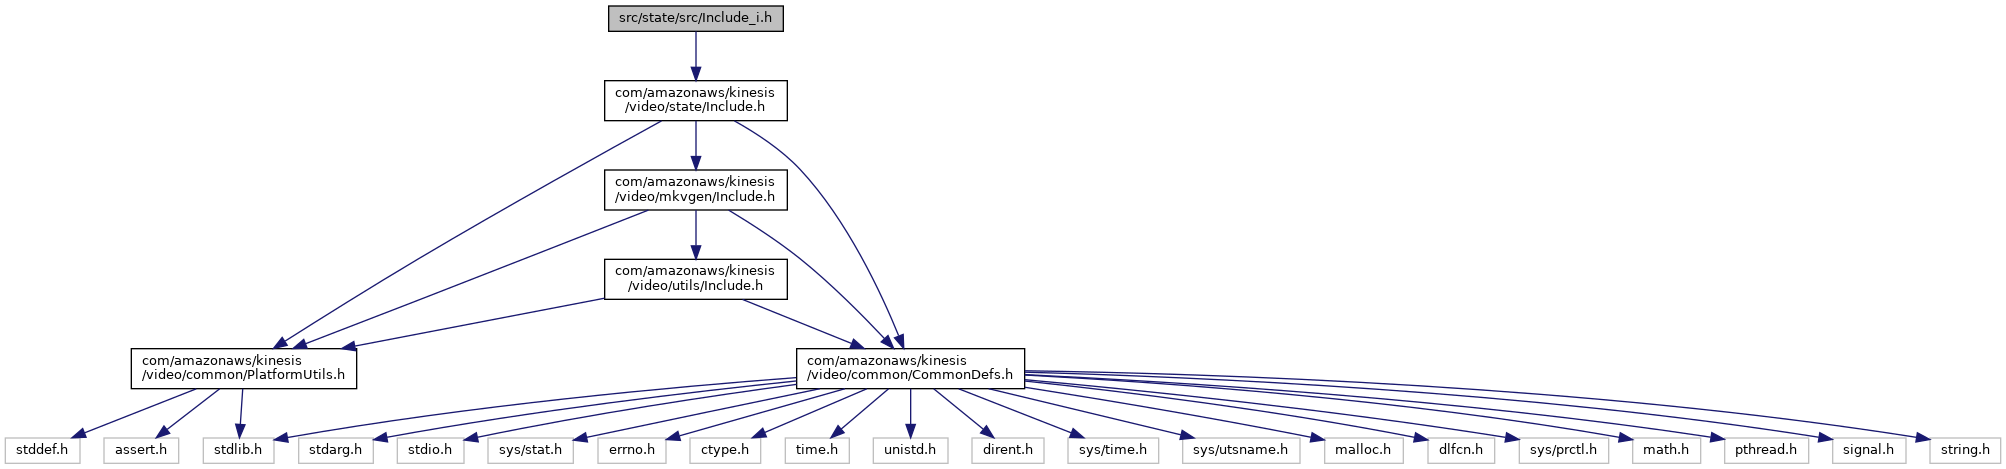 src/state/src/Include_i.h
com/amazonaws/kinesis
/video/state/Include.h
com/amazonaws/kinesis
/video/mkvgen/Include.h
com/amazonaws/kinesis
/video/utils/Include.h
com/amazonaws/kinesis
/video/common/PlatformUtils.h
com/amazonaws/kinesis
/video/common/CommonDefs.h
stddef.h
assert.h
stdlib.h
stdarg.h
stdio.h
sys/stat.h
errno.h
ctype.h
time.h
unistd.h
dirent.h
sys/time.h
sys/utsname.h
malloc.h
dlfcn.h
sys/prctl.h
math.h
pthread.h
signal.h
string.h